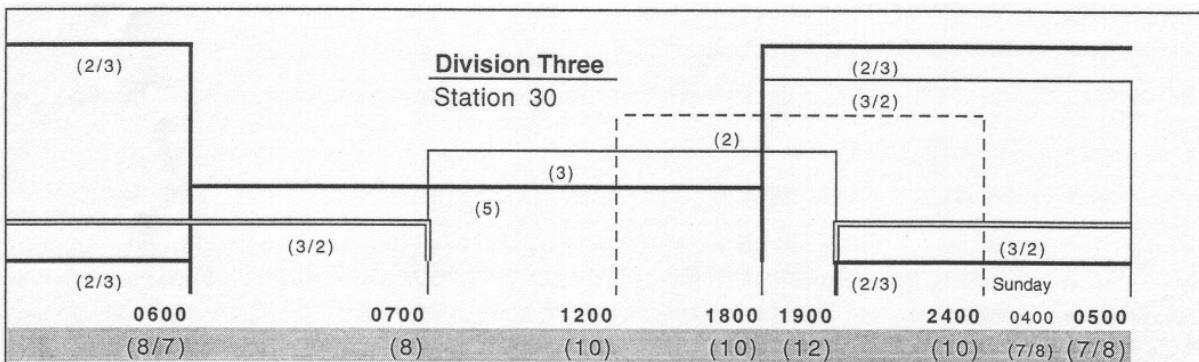 (2/3)
Division Three
(2/3)
Station 30
(3/2)
(2)
(3)
(5)
(3/2)
(3/2)
(2/3)
(2/3)
Sunday
0600 0700 1200 1800 1900 2400 0400 0500
(8/7) (8) (10) (10) (12) (10) (7/8) (7/8)